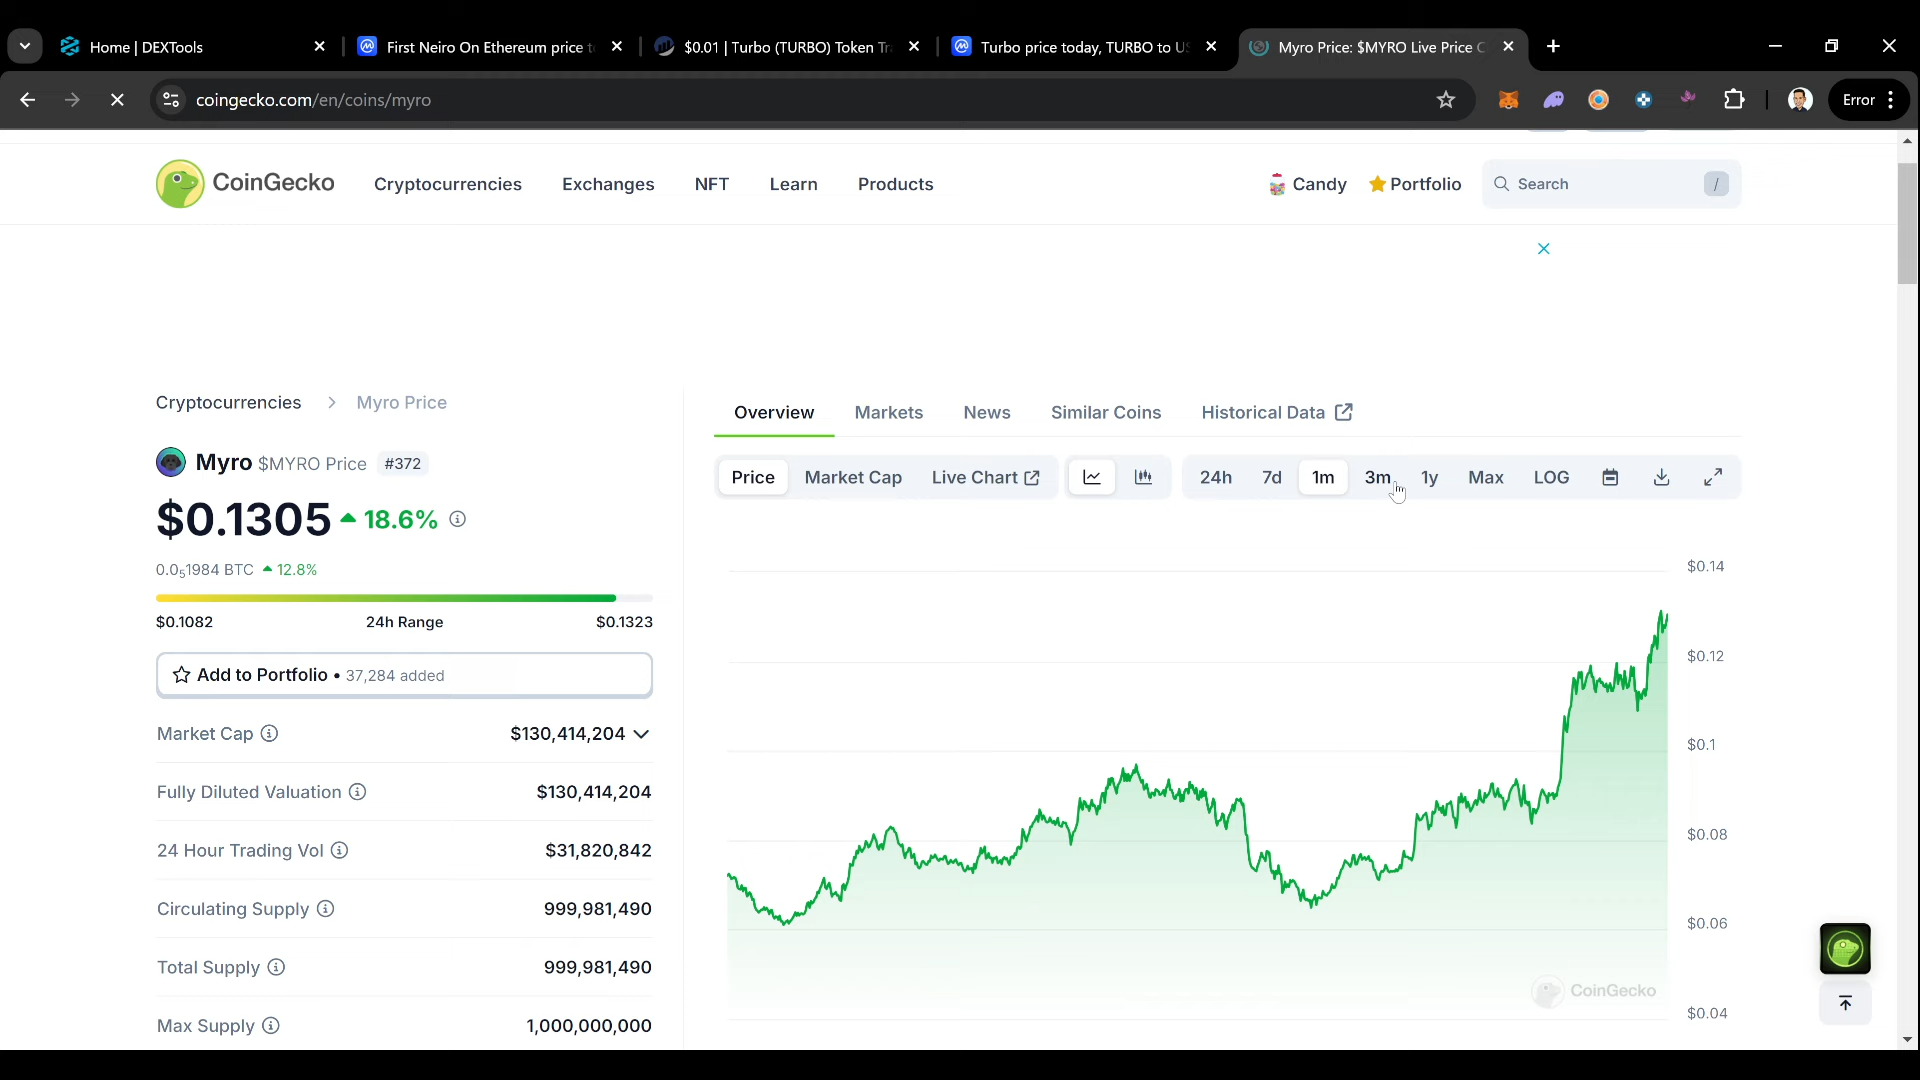 Home | DEXTools
First Neiro On Ethereum price to
$0.01 | Turbo (TURBO) Token Tra
Turbo price today, TURBO to US
Myro Price: $MYRO Live Price C
coingecko.com/en/coins/myro
Error
CoinGecko
Cryptocurrencies
Exchanges
NFT
Learn
Products
Candy
Portfolio
Search
/
Cryptocurrencies > Myro Price
Overview
Markets
News
Similar Coins
Historical Data
Myro $MYRO Price #372
Price
Market Cap
Live Chart
24h
7d
1m
3m
1y
Max
LOG
$0.1305 18.6%
0.0₅1984 BTC 12.8%
$0.1082 24h Range $0.1323
Add to Portfolio • 37,284 added
Market Cap $130,414,204
Fully Diluted Valuation $130,414,204
24 Hour Trading Vol $31,820,842
Circulating Supply 999,981,490
Total Supply 999,981,490
Max Supply 1,000,000,000
$0.14
$0.12
$0.1
$0.08
$0.06
$0.04
CoinGecko